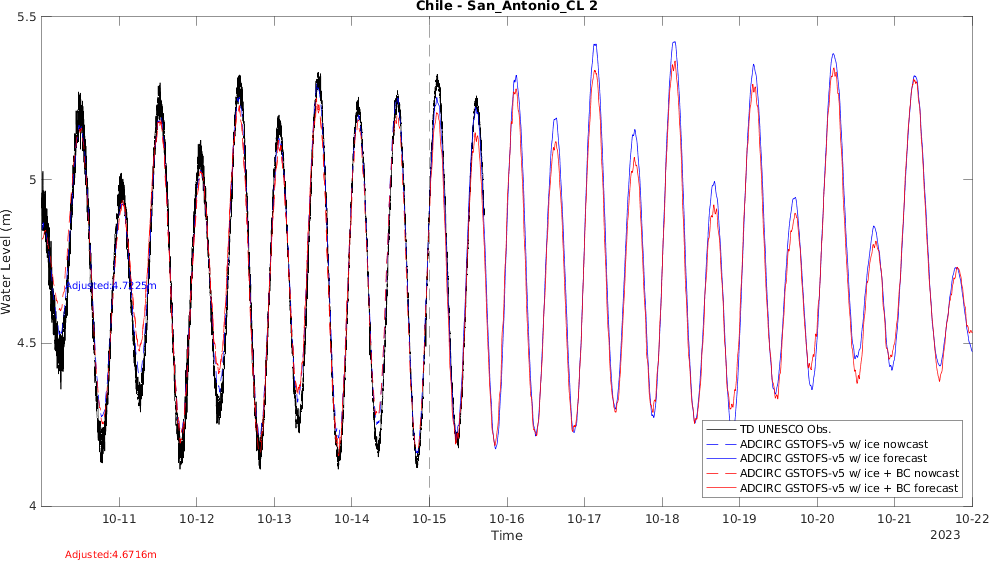 Chile - San_Antonio_CL 2
5.5
5
4.5
4
Water Level (m)
Adjusted:4.7225m
TD UNESCO Obs.
ADCIRC GSTOFS-v5 w/ ice nowcast
ADCIRC GSTOFS-v5 w/ ice forecast
ADCIRC GSTOFS-v5 w/ ice + BC nowcast
ADCIRC GSTOFS-v5 w/ ice + BC forecast
10-11 10-12 10-13 10-14 10-15 10-16 10-17 10-18 10-19 10-20 10-21 10-22
Time
2023
Adjusted:4.6716m